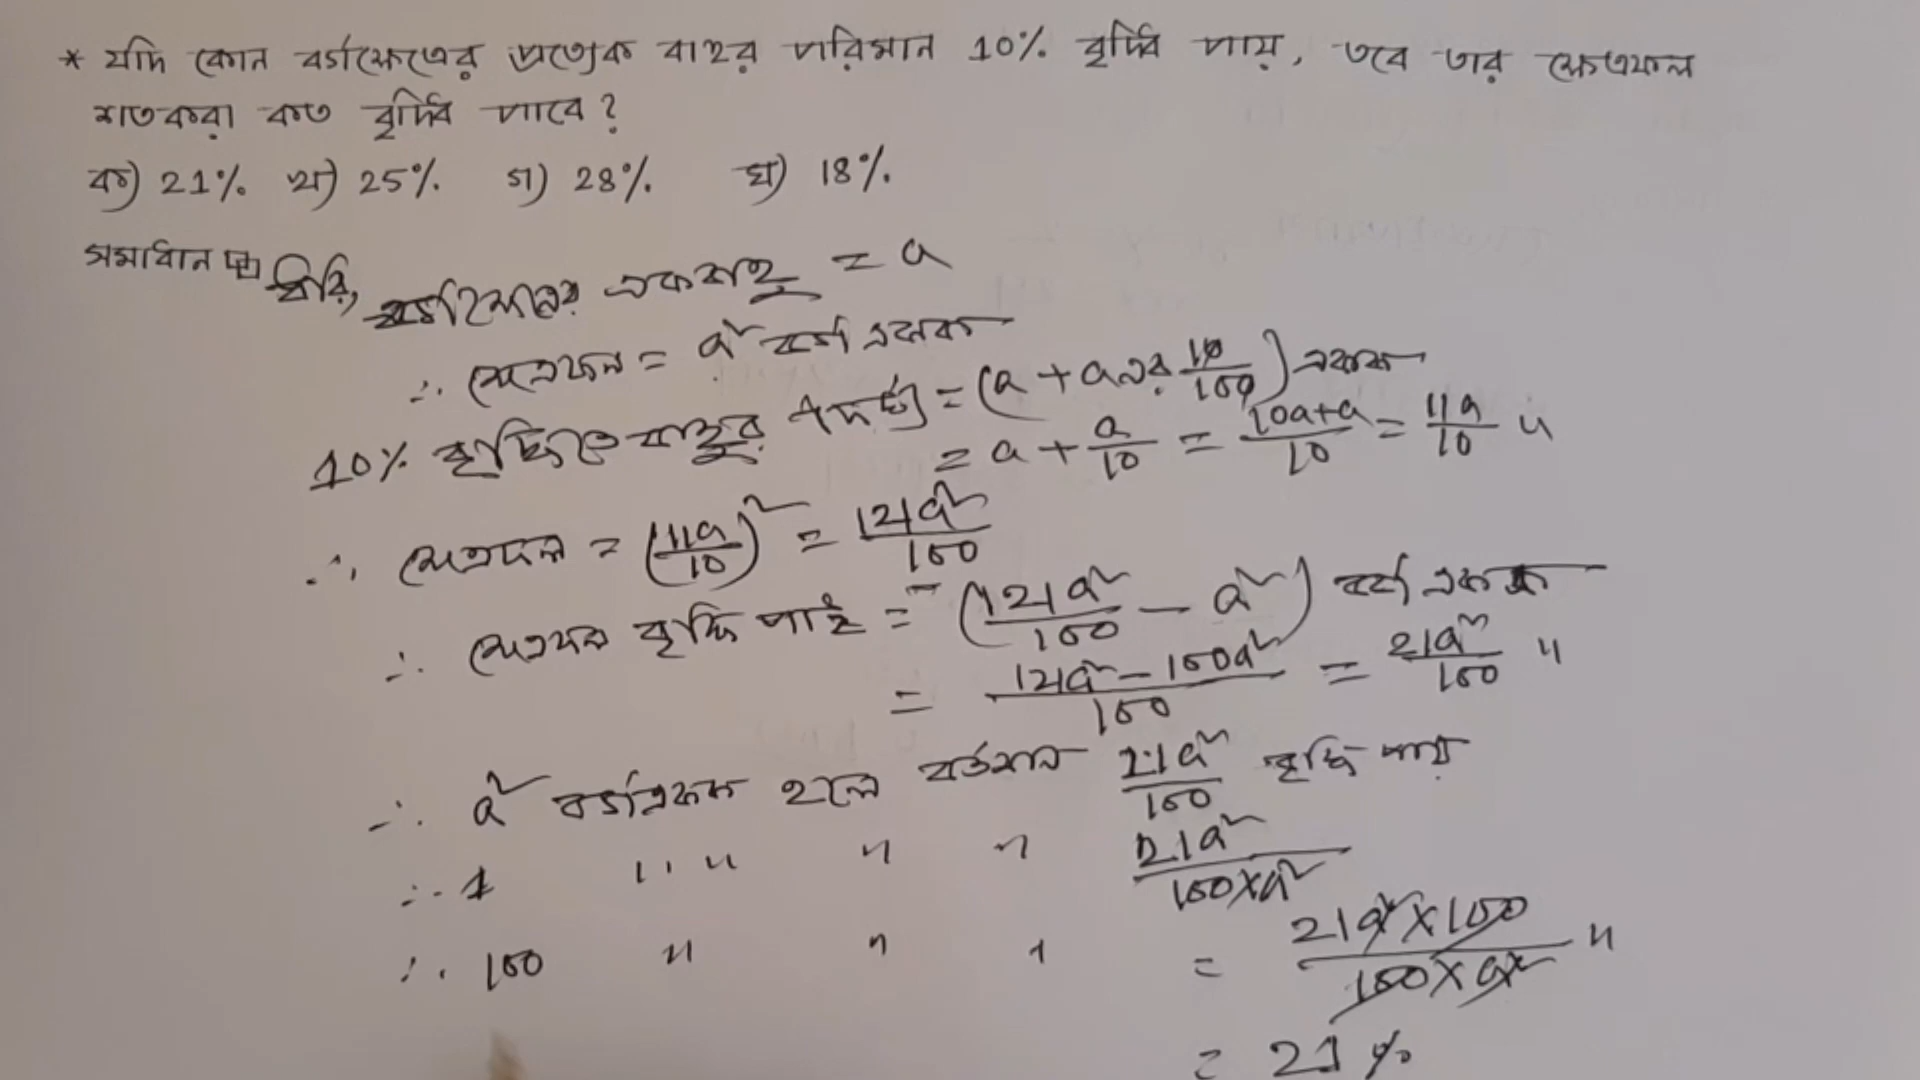 * যদি কোন বর্গক্ষেত্রের প্রত্যেক বাহুর পরিমান 10% বৃদ্ধি পায়, তবে তার ক্ষেত্রফল
শতকরা কত বৃদ্ধি পাবে?
ক) 21% খ) 25% গ) 28% ঘ) 18%
সমাধানঃ ধরি, বর্গক্ষেত্রের একবাহু = a
∴ ক্ষেত্রফল = a² বর্গ একক
10% বৃদ্ধিতে বাহুর দৈর্ঘ্য = (a + a এর 10/100) একক
= a + a/10 = 10a+a/10 = 11a/10 "
∴ ক্ষেত্রফল = (11a/10)² = 121a²/100
∴ ক্ষেত্রফল বৃদ্ধি পাই = (121a²/100 − a²) বর্গ একক
= 121a² − 100a²/100 = 21a²/100 "
∴ a² বর্গএকক হলে বর্তমান 21a²/100 বৃদ্ধি পায়
∴ 1 " " " " 21a²/100×a²
∴ 100 " " " = 21a²×100/100×a² "
= 21%